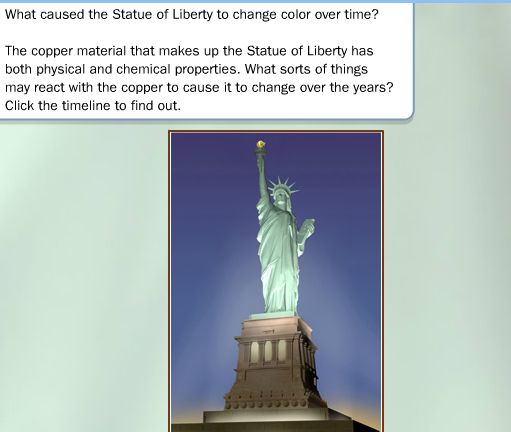 What caused the Statue of Liberty to change color over time?
The copper material that makes up the Statue of Liberty has
both physical and chemical properties. What sorts of things
may react with the copper to cause it to change over the years?
Click the timeline to find out.